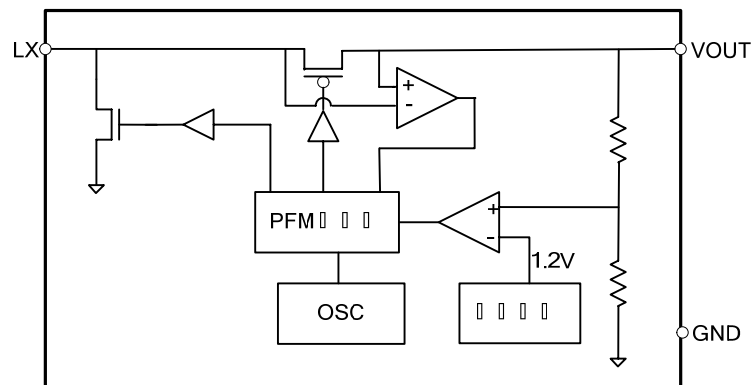 LX
VOUT
+
-
PFM
+
-
1.2V
OSC
GND